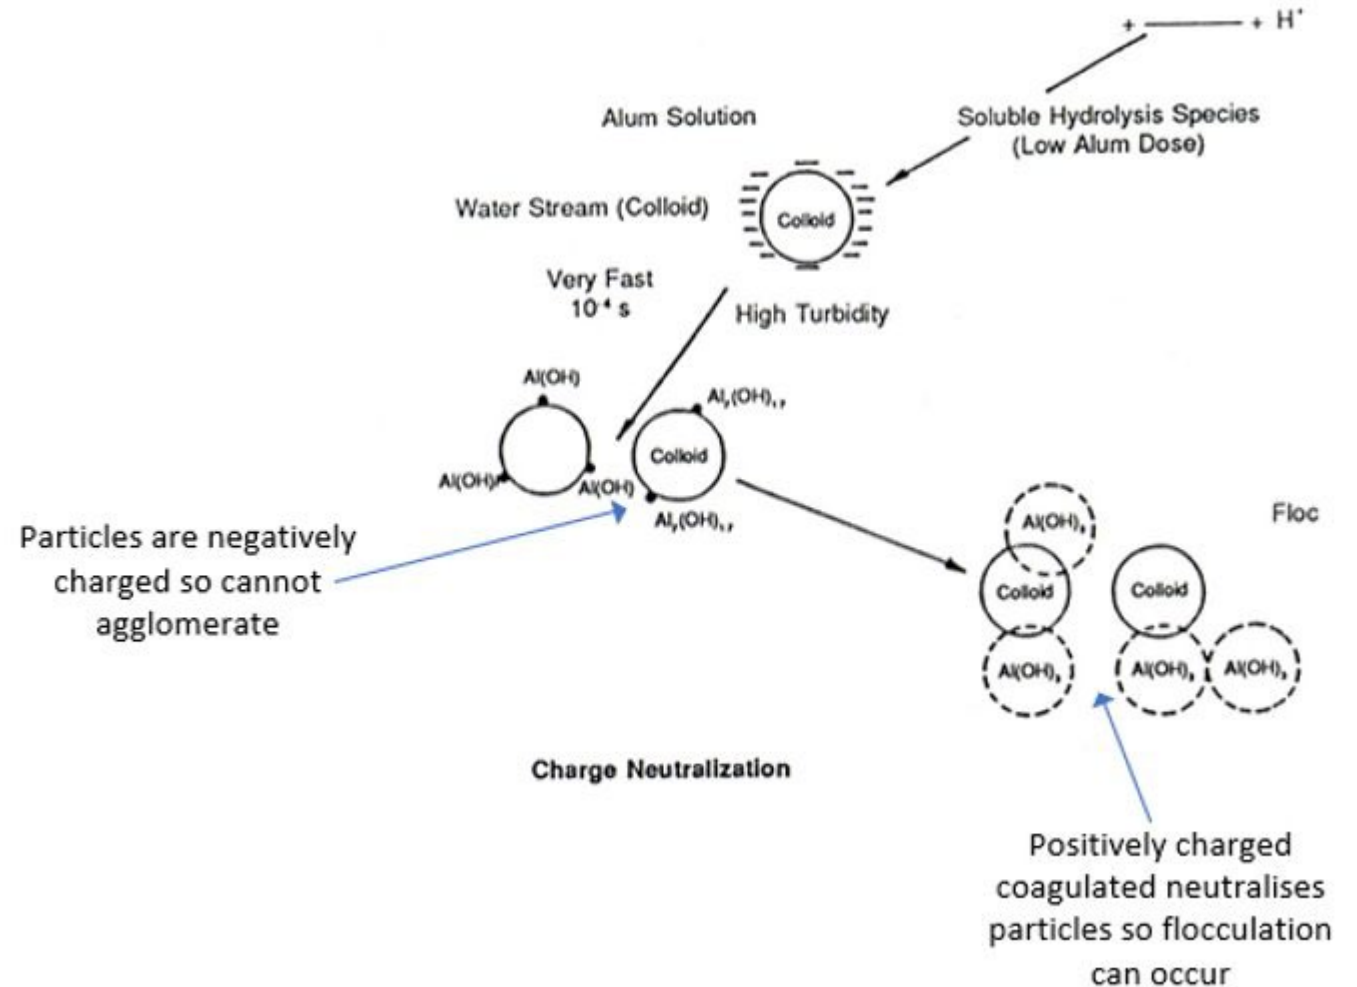 + —— + H⁺
Alum Solution
Soluble Hydrolysis Species
(Low Alum Dose)
Water Stream (Colloid)
Colloid
Very Fast
10⁻⁴ s
High Turbidity
Al(OH)
Al(OH)
Al(OH)
Colloid
Particles are negatively
charged so cannot
agglomerate
Floc
Al(OH)₃
Colloid
Colloid
Al(OH)₃
Al(OH)₃
Al(OH)₃
Charge Neutralization
Positively charged
coagulated neutralises
particles so flocculation
can occur